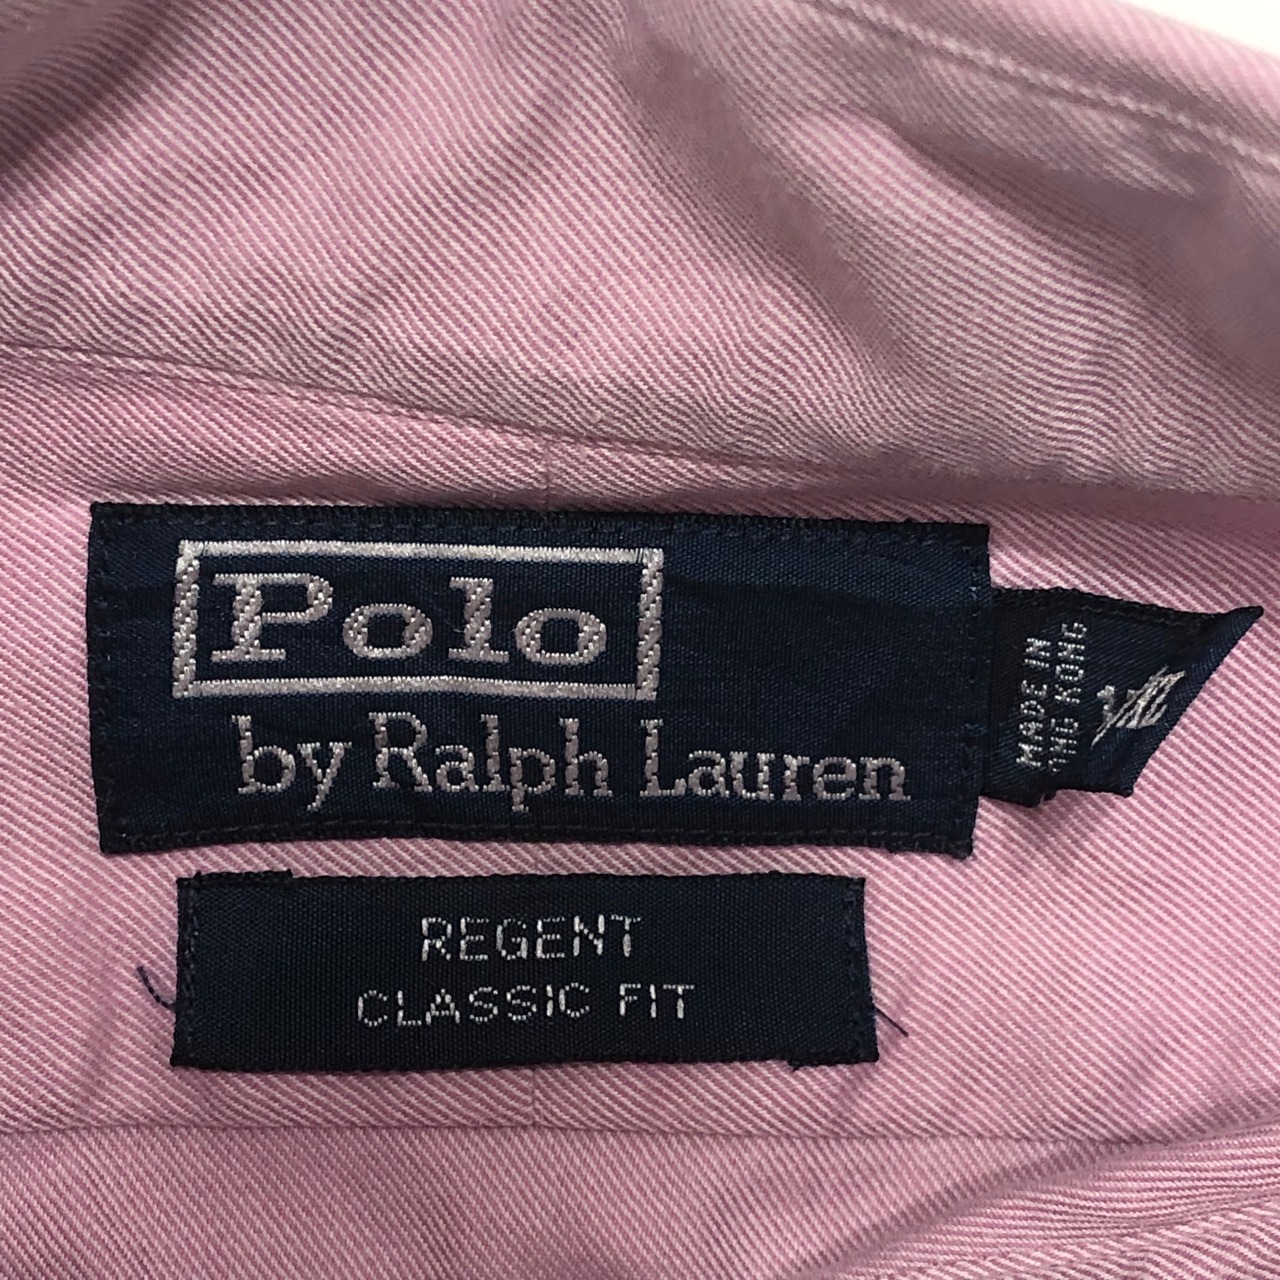 Polo
by Ralph Lauren
MADE IN
HONG KONG
REGENT
CLASSIC FIT